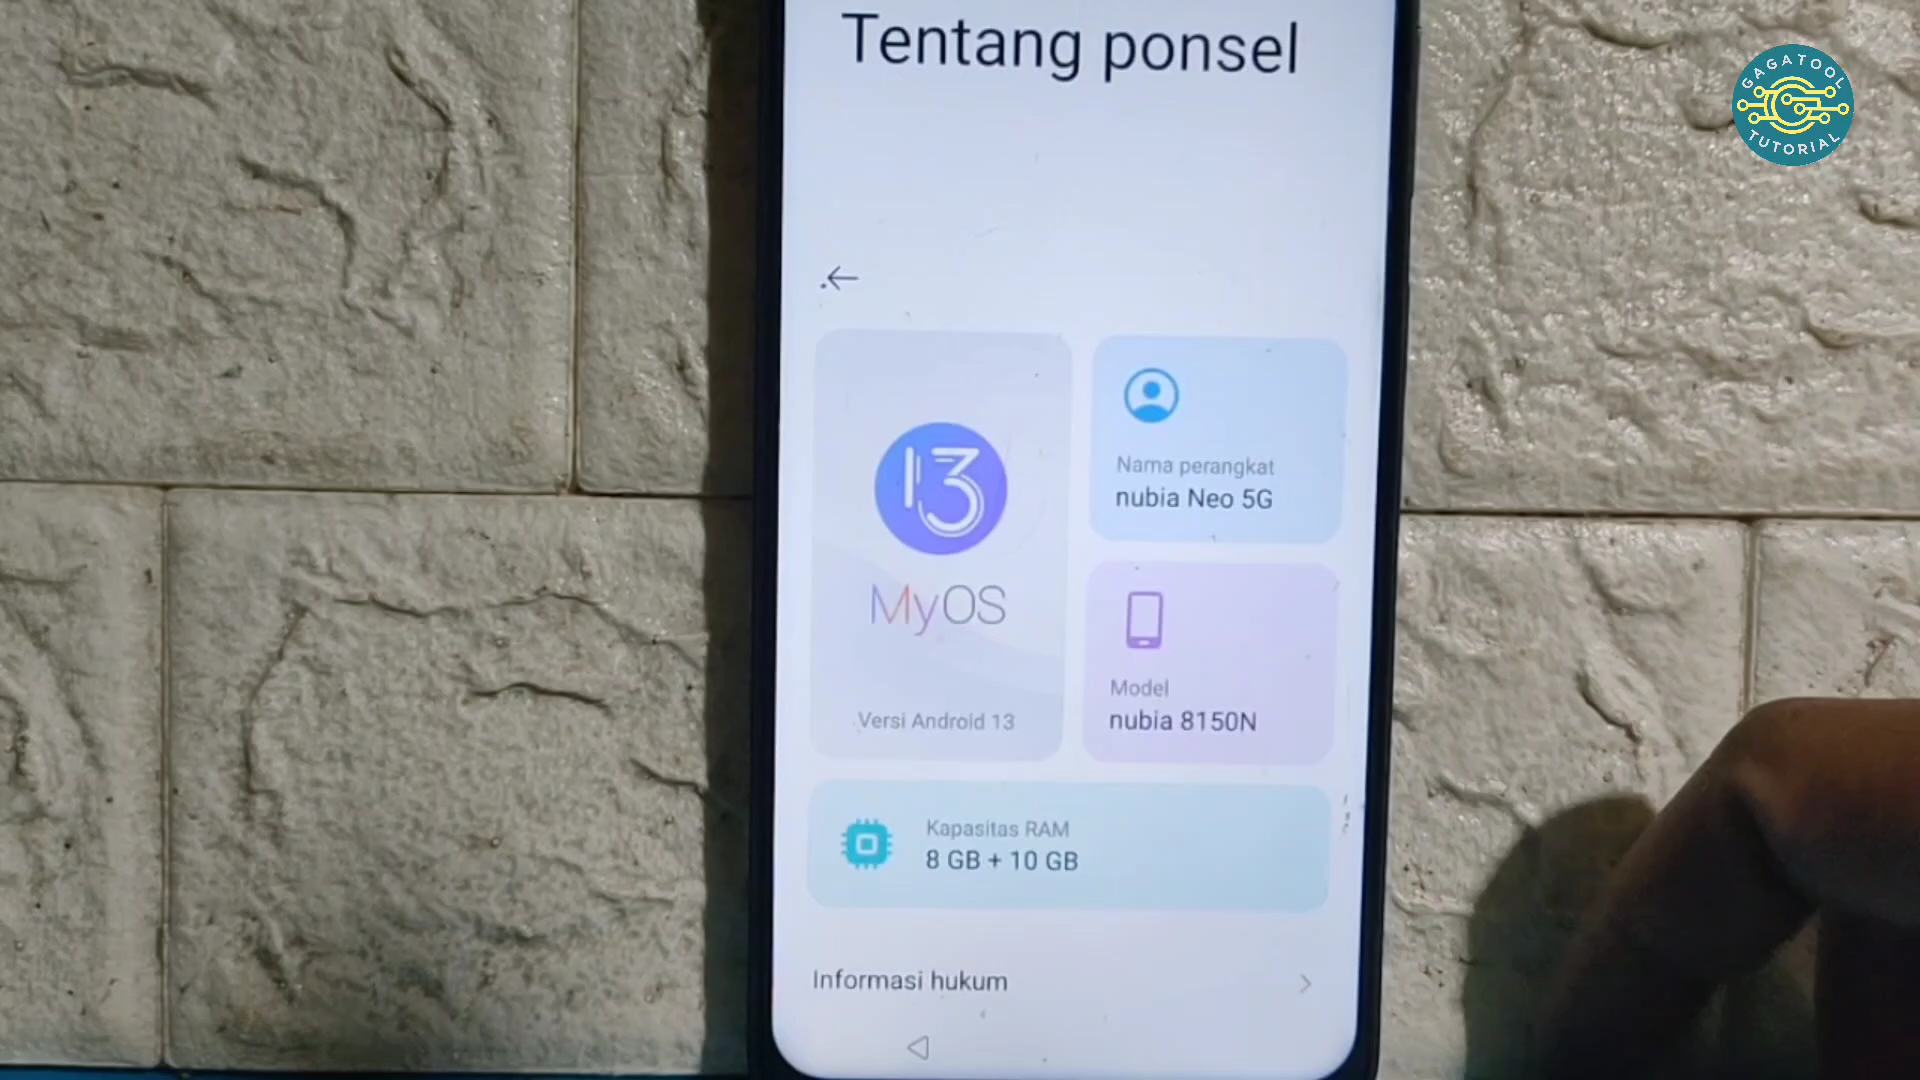 Tentang ponsel
GAGATOOL
TUTORIAL
13
Nama perangkat
nubia Neo 5G
MyOS
Model
nubia 8150N
Versi Android 13
Kapasitas RAM
8 GB + 10 GB
Informasi hukum